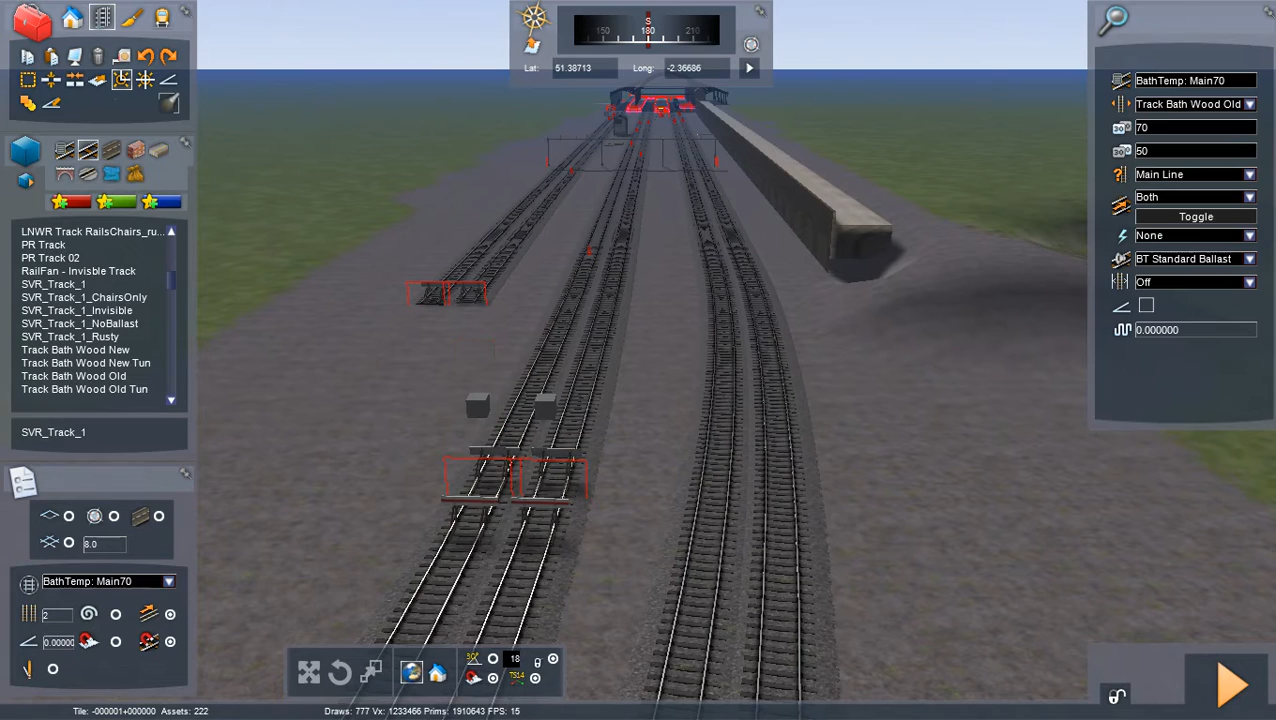 150 S 180 210
Lat: 51.38713 Long: -2.36686
LNWR Track RailsChairs_ru...
PR Track
PR Track 02
RailFan - Invisble Track
SVR_Track_1
SVR_Track_1_ChairsOnly
SVR_Track_1_Invisible
SVR_Track_1_NoBallast
SVR_Track_1_Rusty
Track Bath Wood New
Track Bath Wood New Tun
Track Bath Wood Old
Track Bath Wood Old Tun
SVR_Track_1
8.0
BathTemp: Main70
2
0.00000
BathTemp: Main70
Track Bath Wood Old
70
50
Main Line
Both
Toggle
None
BT Standard Ballast
Off
0.000000
30° 18
TS14
Tile: -000001+000000 Assets: 222 Draws: 777 Vx: 1233466 Prims: 1910643 FPS: 15